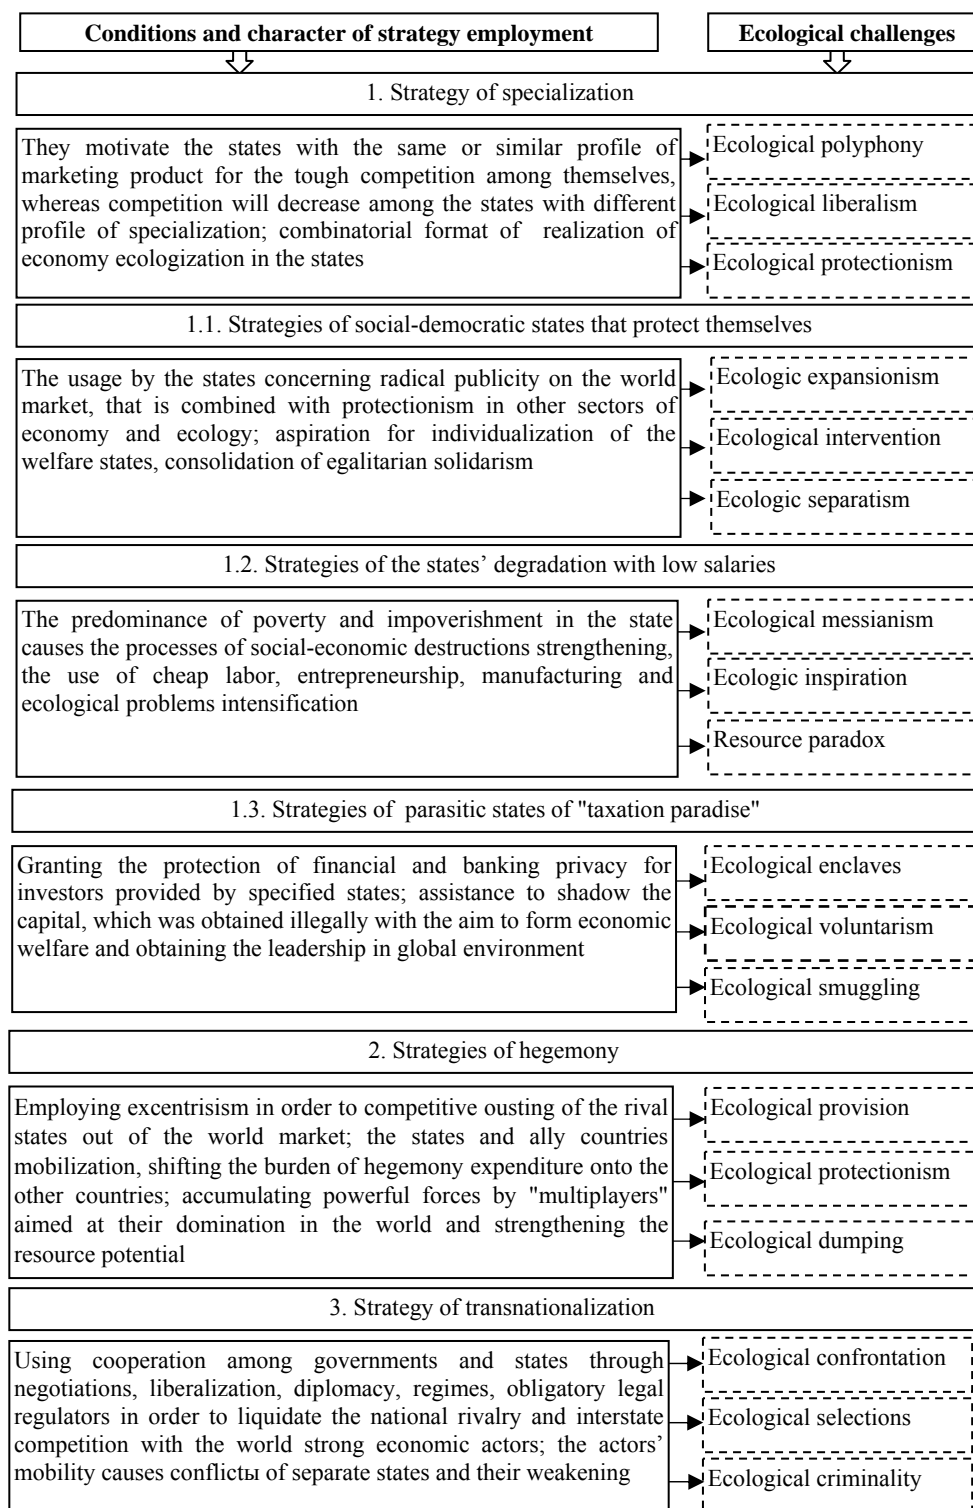 Conditions and character of strategy employment
Ecological challenges
1. Strategy of specialization
They motivate the states with the same or similar profile of
marketing product for the tough competition among themselves,
whereas competition will decrease among the states with different
profile of specialization; combinatorial format of realization of
economy ecologization in the states
Ecological polyphony
Ecological liberalism
Ecological protectionism
1.1. Strategies of social-democratic states that protect themselves
The usage by the states concerning radical publicity on the world
market, that is combined with protectionism in other sectors of
economy and ecology; aspiration for individualization of the
welfare states, consolidation of egalitarian solidarism
Ecologic expansionism
Ecological intervention
Ecologic separatism
1.2. Strategies of the states’ degradation with low salaries
The predominance of poverty and impoverishment in the state
causes the processes of social-economic destructions strengthening,
the use of cheap labor, entrepreneurship, manufacturing and
ecological problems intensification
Ecological messianism
Ecologic inspiration
Resource paradox
1.3. Strategies of parasitic states of "taxation paradise"
Granting the protection of financial and banking privacy for
investors provided by specified states; assistance to shadow the
capital, which was obtained illegally with the aim to form economic
welfare and obtaining the leadership in global environment
Ecological enclaves
Ecological voluntarism
Ecological smuggling
2. Strategies of hegemony
Employing excentrisism in order to competitive ousting of the rival
states out of the world market; the states and ally countries
mobilization, shifting the burden of hegemony expenditure onto the
other countries; accumulating powerful forces by "multiplayers"
aimed at their domination in the world and strengthening the
resource potential
Ecological provision
Ecological protectionism
Ecological dumping
3. Strategy of transnationalization
Using cooperation among governments and states through
negotiations, liberalization, diplomacy, regimes, obligatory legal
regulators in order to liquidate the national rivalry and interstate
competition with the world strong economic actors; the actors’
mobility causes conflictы of separate states and their weakening
Ecological confrontation
Ecological selections
Ecological criminality